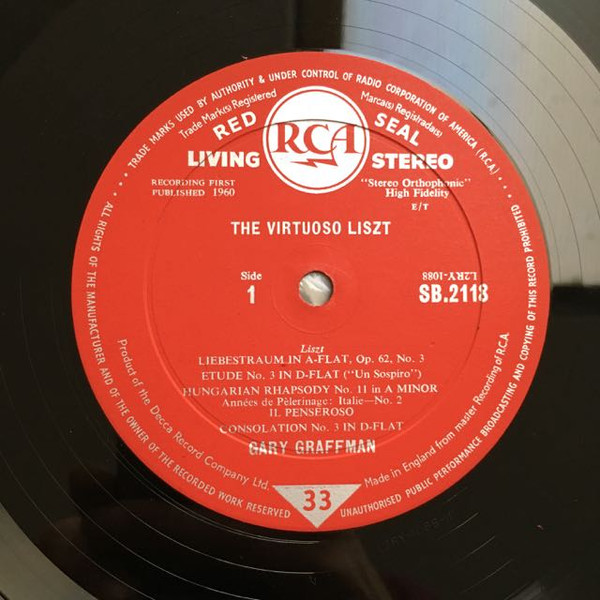 TRADE MARKS USED BY AUTHORITY & UNDER CONTROL OF RADIO CORPORATION OF AMERICA (R.C.A.)
Trade Mark(s) Registered
Marca(s) Registrada(s)
RED SEAL
RCA
LIVING STEREO
RECORDING FIRST
PUBLISHED 1960
"Stereo Orthophonic"
High Fidelity
E/T
THE VIRTUOSO LISZT
Side
1
L2RY-1088
SB.2118
Liszt
LIEBESTRAUM IN A-FLAT, Op. 62, No. 3
ETUDE No. 3 IN D-FLAT ("Un Sospiro")
HUNGARIAN RHAPSODY No. 11 in A MINOR
Années de Pèlerinage: Italie—No. 2
IL PENSEROSO
CONSOLATION No. 3 IN D-FLAT
GARY GRAFFMAN
Product of the Decca Record Company Ltd.
Made in England from master Recording of R.C.A.
33
ALL RIGHTS OF THE MANUFACTURER AND OF THE OWNER OF THE RECORDED WORK RESERVED
UNAUTHORISED PUBLIC PERFORMANCE BROADCASTING AND COPYING OF THIS RECORD PROHIBITED